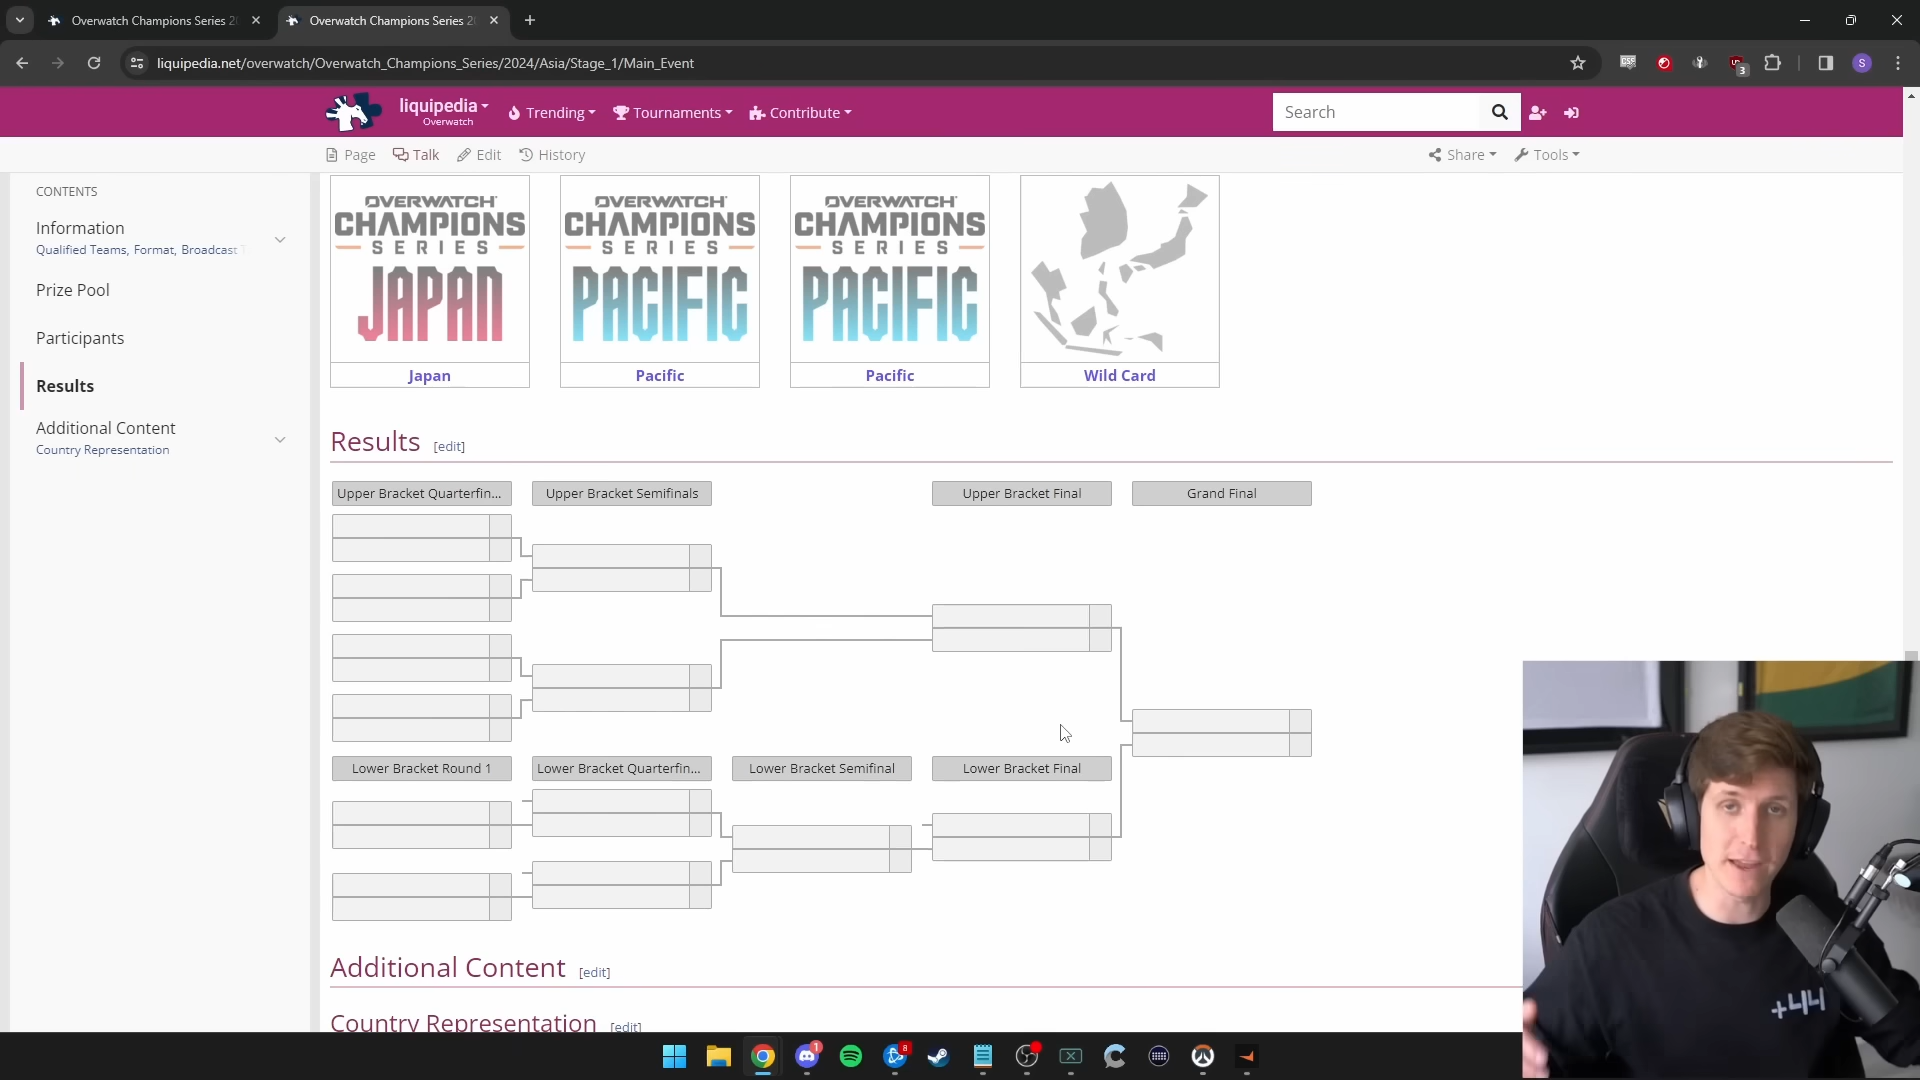 Overwatch Champions Series 2
Overwatch Champions Series 2
liquipedia.net/overwatch/Overwatch_Champions_Series/2024/Asia/Stage_1/Main_Event
3
S
liquipedia
Overwatch
Trending
Tournaments
Contribute
Search
Page
Talk
Edit
History
Share
Tools
CONTENTS
Information
Qualified Teams, Format, Broadcast
Prize Pool
Participants
Results
Additional Content
Country Representation
OVERWATCH
CHAMPIONS
SERIES
JAPAN
Japan
OVERWATCH
CHAMPIONS
SERIES
PACIFIC
Pacific
OVERWATCH
CHAMPIONS
SERIES
PACIFIC
Pacific
Wild Card
Results [edit]
Upper Bracket Quarterfin...
Upper Bracket Semifinals
Upper Bracket Final
Grand Final
Lower Bracket Round 1
Lower Bracket Quarterfin...
Lower Bracket Semifinal
Lower Bracket Final
Additional Content [edit]
Country Representation [edit]
+44
1
8